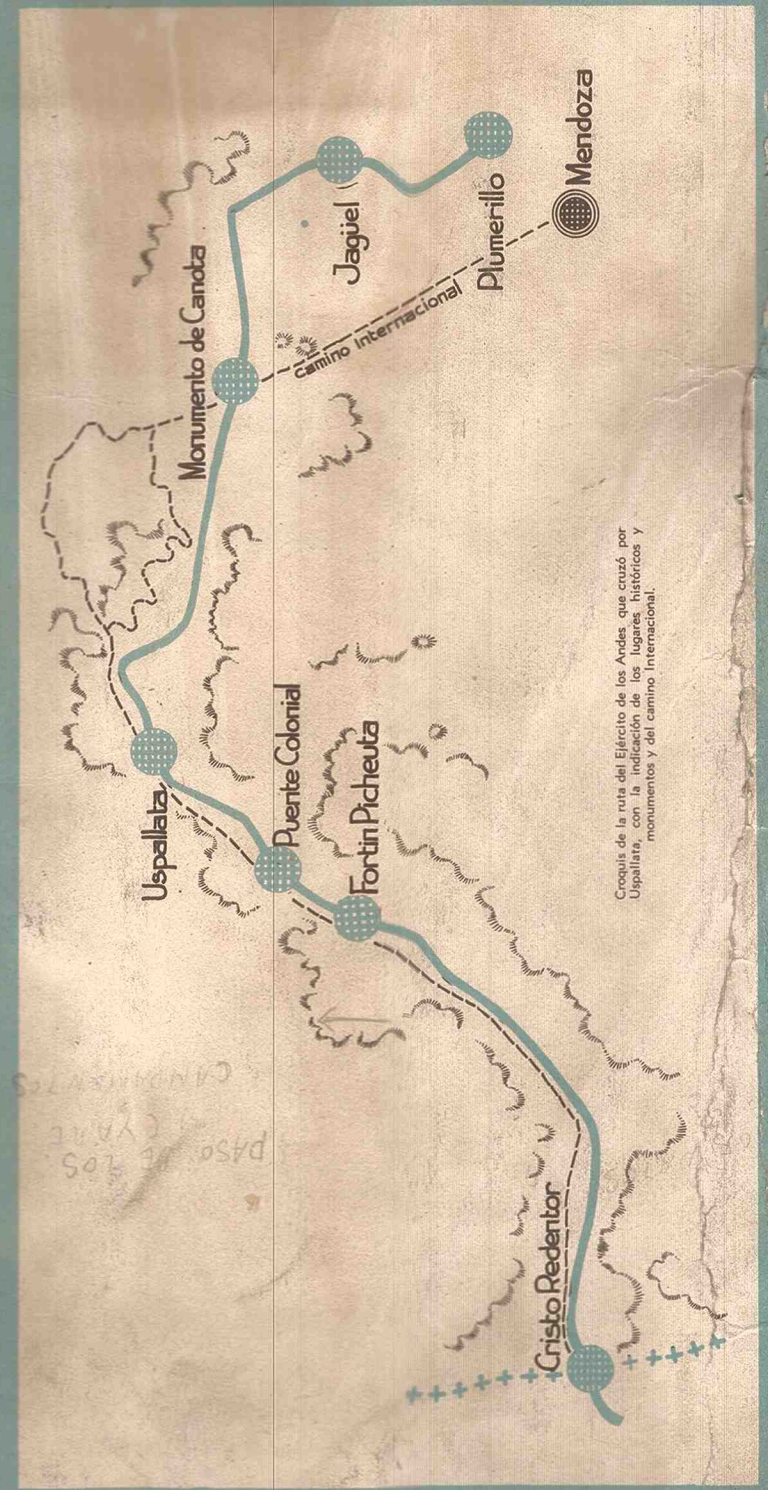 Uspallata
Monumento de Canota
Puente Colonial
Jagüel
Fortin Picheuta
Camino Internacional
Plumerillo
Cristo Redentor
Mendoza
Croquis de la ruta del Ejército de los Andes que cruzó por
Uspallata, con la indicación de los lugares históricos y
monumentos y del camino Internacional.
PASO DE LOS